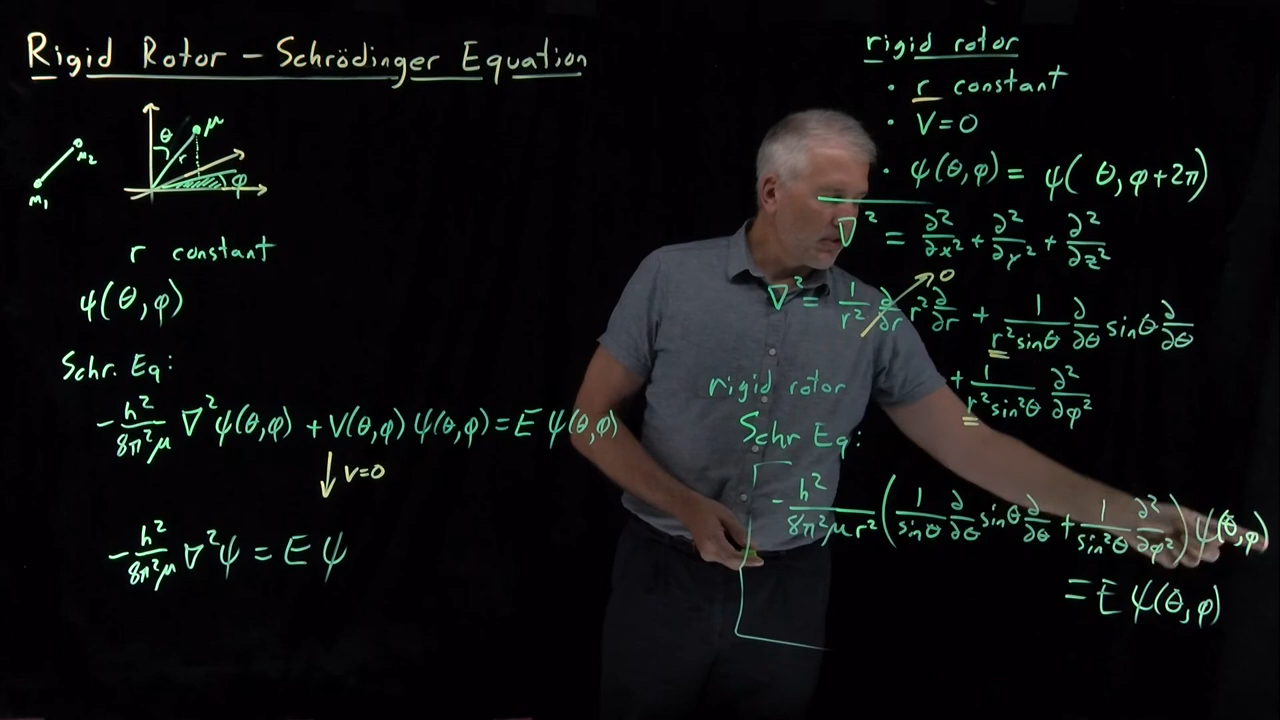 Rigid Rotor – Schrödinger Equation
m₁
m₂
θ
r
μ
φ
r constant
ψ(θ,φ)
Schr. Eq:
-h²/8π²μ ∇²ψ(θ,φ) + V(θ,φ) ψ(θ,φ) = E ψ(θ,φ)
↓ V=0
-h²/8π²μ ∇²ψ = E ψ
rigid rotor
· r constant
· V=0
· ψ(θ,φ) = ψ(θ, φ+2π)
∇² = ∂²/∂x² + ∂²/∂y² + ∂²/∂z²
0
∇² = 1/r² ∂/∂r r² ∂/∂r + 1/r²sinθ ∂/∂θ sinθ ∂/∂θ
+ 1/r²sin²θ ∂²/∂φ²
rigid rotor
Schr Eq:
-h²/8π²μr² (1/sinθ ∂/∂θ sinθ ∂/∂θ + 1/sin²θ ∂²/∂φ²) ψ(θ,φ)
= E ψ(θ,φ)